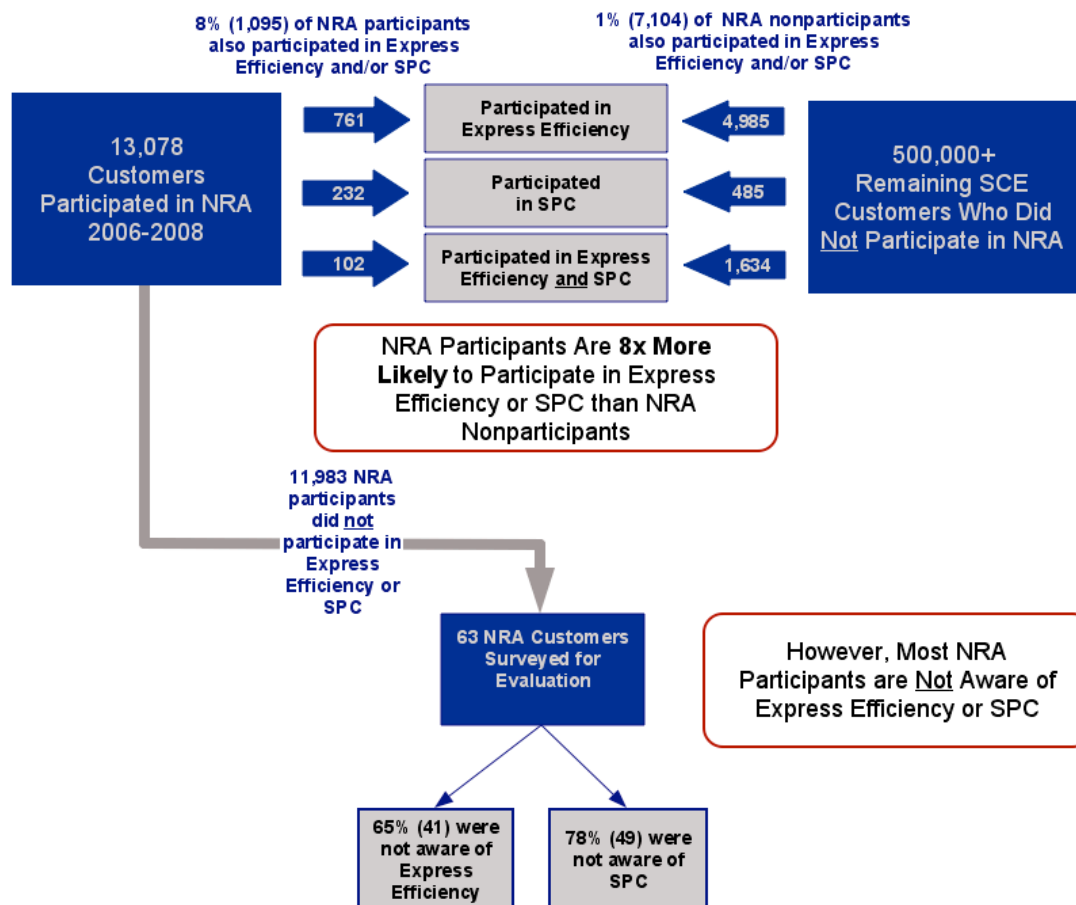 8% (1,095) of NRA participants
also participated in Express
Efficiency and/or SPC
1% (7,104) of NRA nonparticipants
also participated in Express
Efficiency and/or SPC
13,078
Customers
Participated in NRA
2006-2008
761
Participated in
Express Efficiency
4,985
232
Participated
in SPC
485
102
Participated in Express
Efficiency and SPC
1,634
500,000+
Remaining SCE
Customers Who Did
Not Participate in NRA
NRA Participants Are 8x More
Likely to Participate in Express
Efficiency or SPC than NRA
Nonparticipants
11,983 NRA
participants
did not
participate in
Express
Efficiency or
SPC
63 NRA Customers
Surveyed for
Evaluation
However, Most NRA
Participants are Not Aware of
Express Efficiency or SPC
65% (41) were
not aware of
Express
Efficiency
78% (49) were
not aware of
SPC